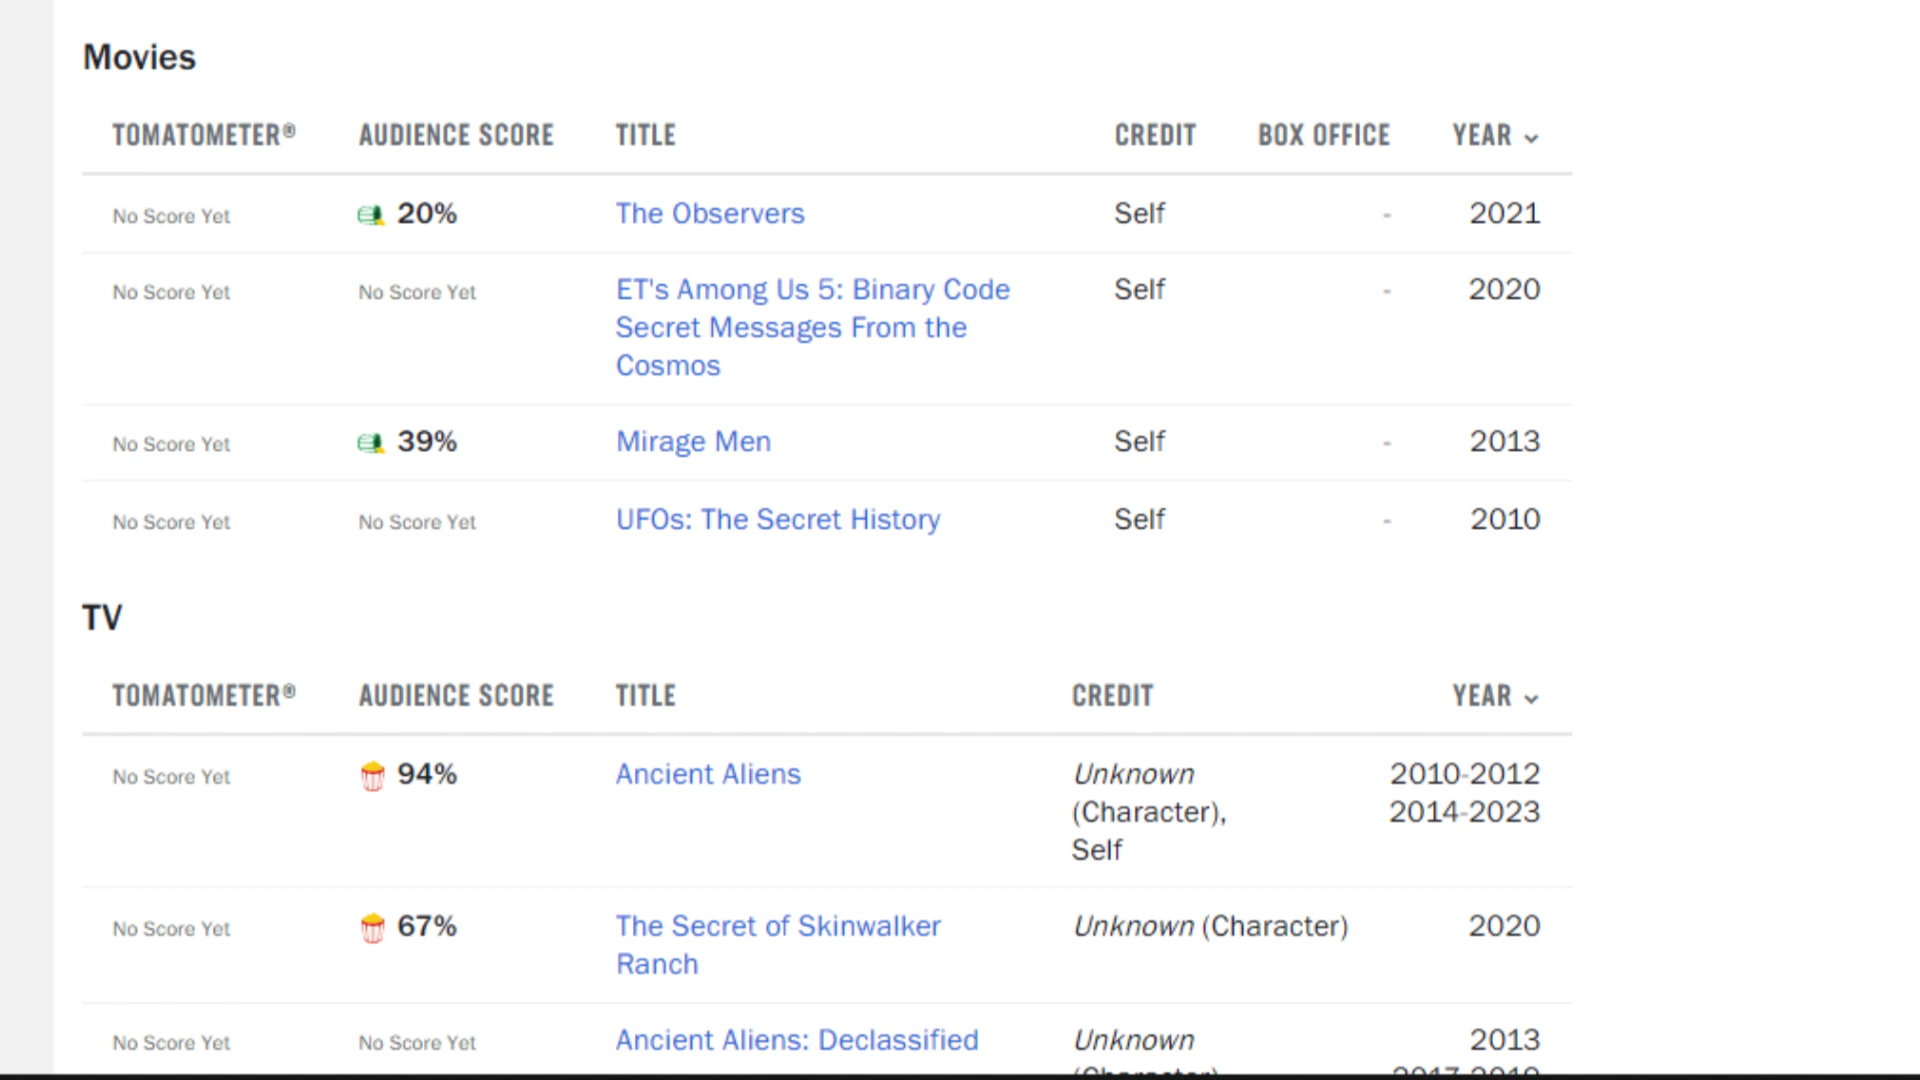 Movies
TOMATOMETER® AUDIENCE SCORE TITLE CREDIT BOX OFFICE YEAR
No Score Yet 20% The Observers Self - 2021
No Score Yet No Score Yet ET's Among Us 5: Binary Code Self - 2020
Secret Messages From the
Cosmos
No Score Yet 39% Mirage Men Self - 2013
No Score Yet No Score Yet UFOs: The Secret History Self - 2010
TV
TOMATOMETER® AUDIENCE SCORE TITLE CREDIT YEAR
No Score Yet 94% Ancient Aliens Unknown 2010-2012
(Character), 2014-2023
Self
No Score Yet 67% The Secret of Skinwalker Unknown (Character) 2020
Ranch
No Score Yet No Score Yet Ancient Aliens: Declassified Unknown 2013